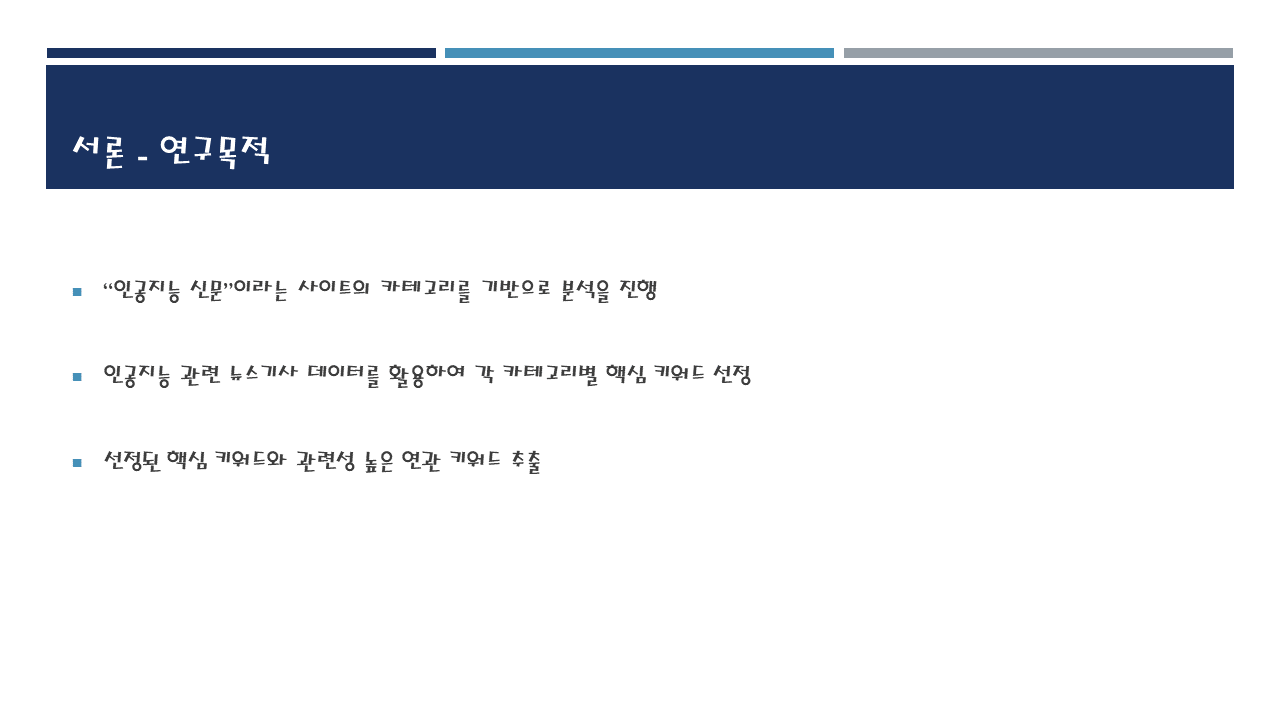 서론 - 연구목적
“인공지능 신문”이라는 사이트의 카테고리를 기반으로 분석을 진행
인공지능 관련 뉴스기사 데이터를 활용하여 각 카테고리별 핵심 키워드 선정
선정된 핵심 키워드와 관련성 높은 연관 키워드 추출